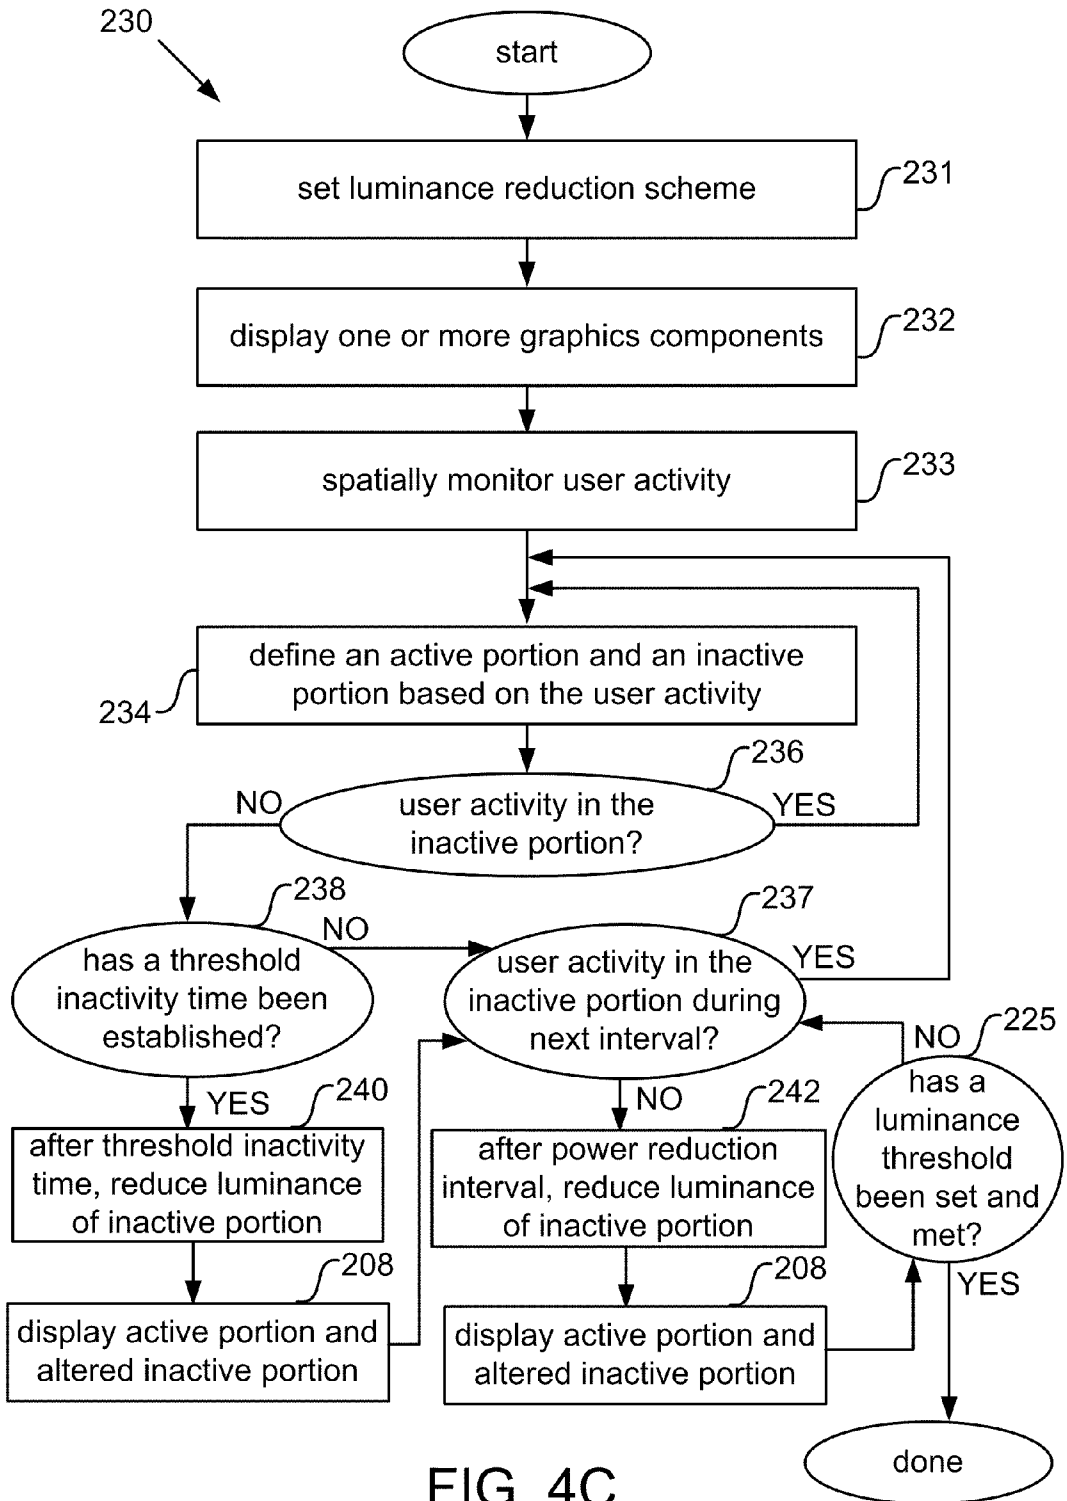 230
start
set luminance reduction scheme
231
display one or more graphics components
232
spatially monitor user activity
233
define an active portion and an inactive
portion based on the user activity
234
236
user activity in the
inactive portion?
NO
YES
238
has a threshold
inactivity time been
established?
NO
YES
237
user activity in the
inactive portion during
next interval?
YES
NO
225
has a
luminance
threshold
been set and
met?
NO
YES
240
after threshold inactivity
time, reduce luminance
of inactive portion
242
after power reduction
interval, reduce luminance
of inactive portion
208
display active portion and
altered inactive portion
208
display active portion and
altered inactive portion
done
FIG. 4C